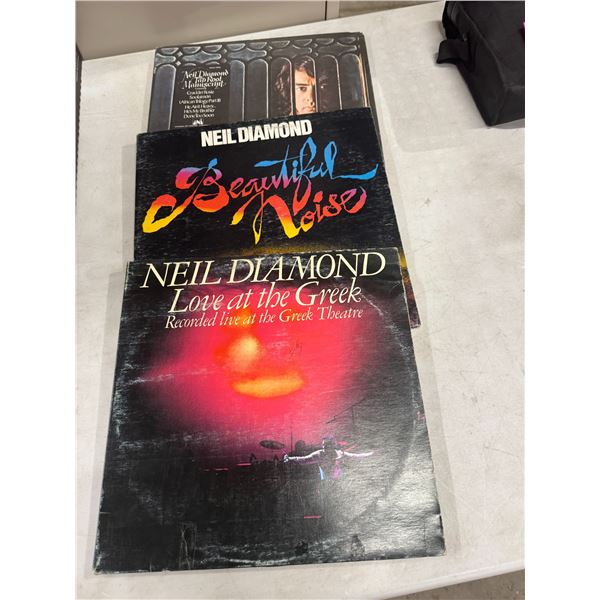 Neil Diamond
Tap Root
Manuscript
Cracklin' Rosie
Soolaimón
(African Trilogy Part II)
He Ain't Heavy...
He's My Brother
Done Too Soon
NEIL DIAMOND
Beautiful
Noise
NEIL DIAMOND
Love at the Greek
Recorded live at the Greek Theatre